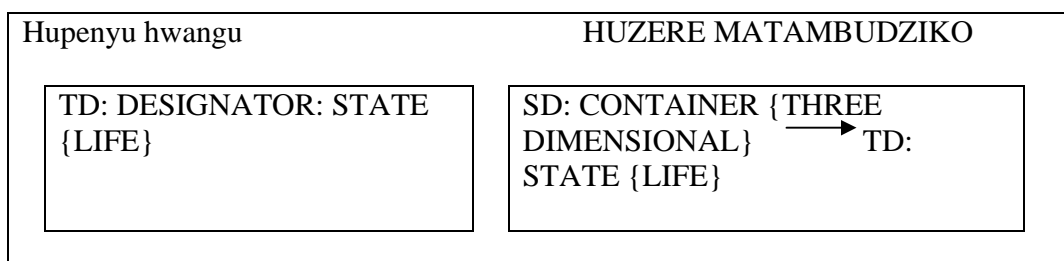 Hupenyu hwangu HUZERE MATAMBUDZIKO
TD: DESIGNATOR: STATE
{LIFE}
SD: CONTAINER {THREE
DIMENSIONAL} TD:
STATE {LIFE}